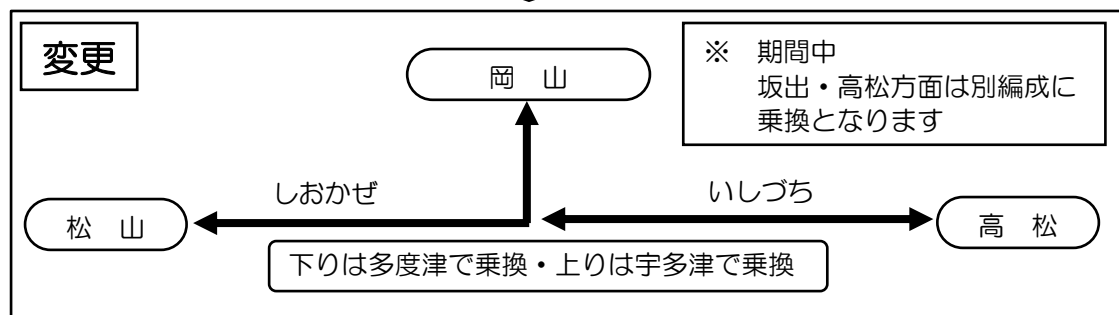 変更
岡 山
※ 期間中
坂出・高松方面は別編成に
乗換となります
しおかぜ
いしづち
松 山
高 松
下りは多度津で乗換・上りは宇多津で乗換